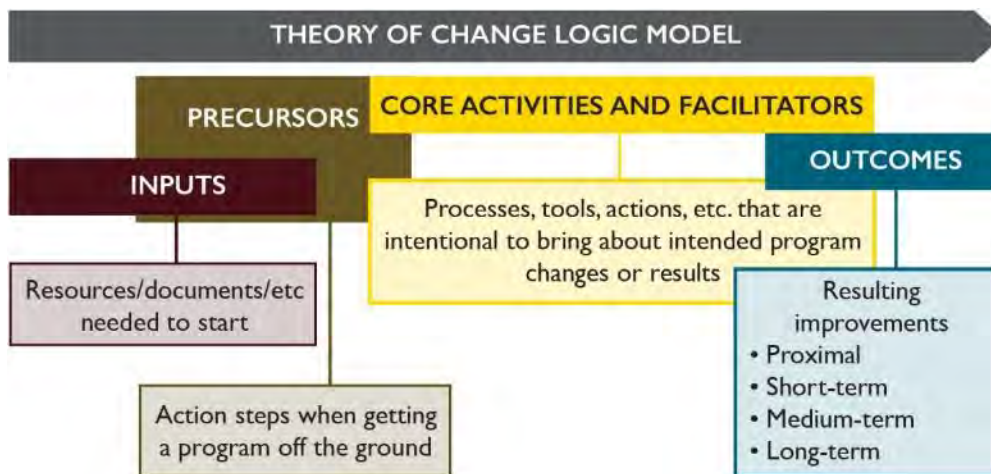 THEORY OF CHANGE LOGIC MODEL
INPUTS
Resources/documents/etc
needed to start
PRECURSORS
Action steps when getting
a program off the ground
CORE ACTIVITIES AND FACILITATORS
Processes, tools, actions, etc. that are
intentional to bring about intended program
changes or results
OUTCOMES
Resulting
improvements
• Proximal
• Short-term
• Medium-term
• Long-term